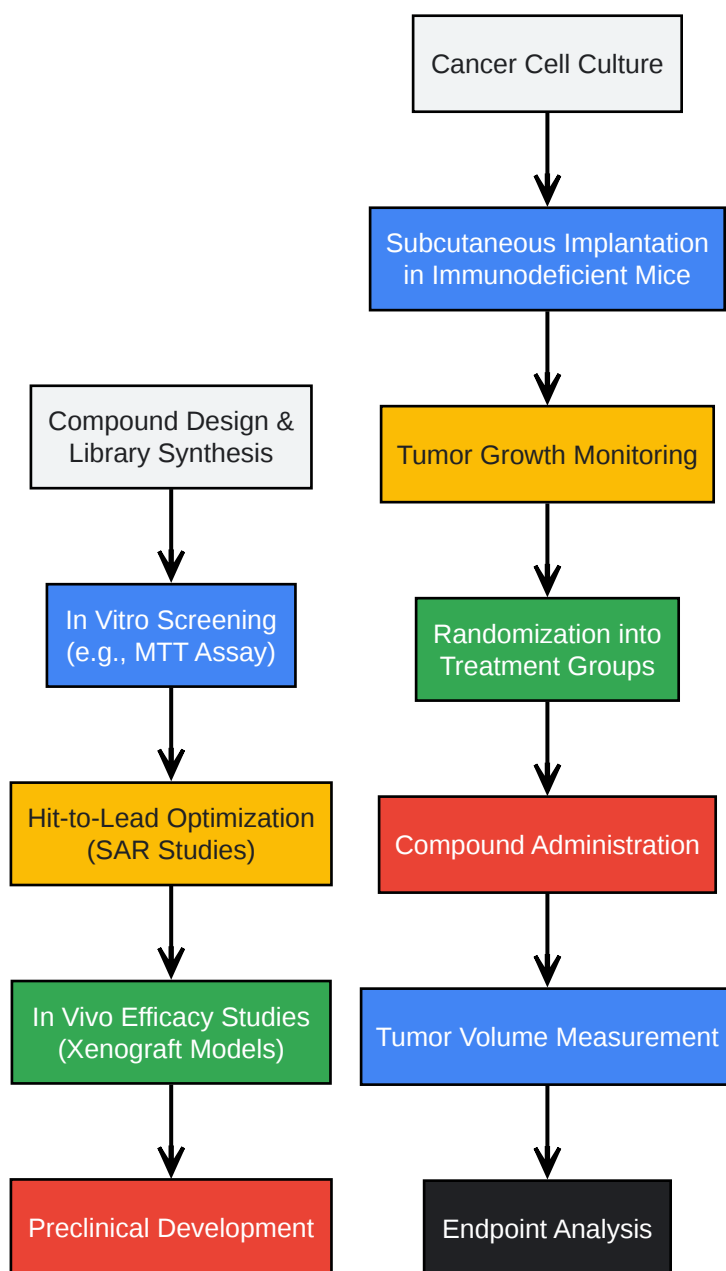 Compound Design &
Library Synthesis
In Vitro Screening
(e.g., MTT Assay)
Hit-to-Lead Optimization
(SAR Studies)
In Vivo Efficacy Studies
(Xenograft Models)
Preclinical Development
Cancer Cell Culture
Subcutaneous Implantation
in Immunodeficient Mice
Tumor Growth Monitoring
Randomization into
Treatment Groups
Compound Administration
Tumor Volume Measurement
Endpoint Analysis